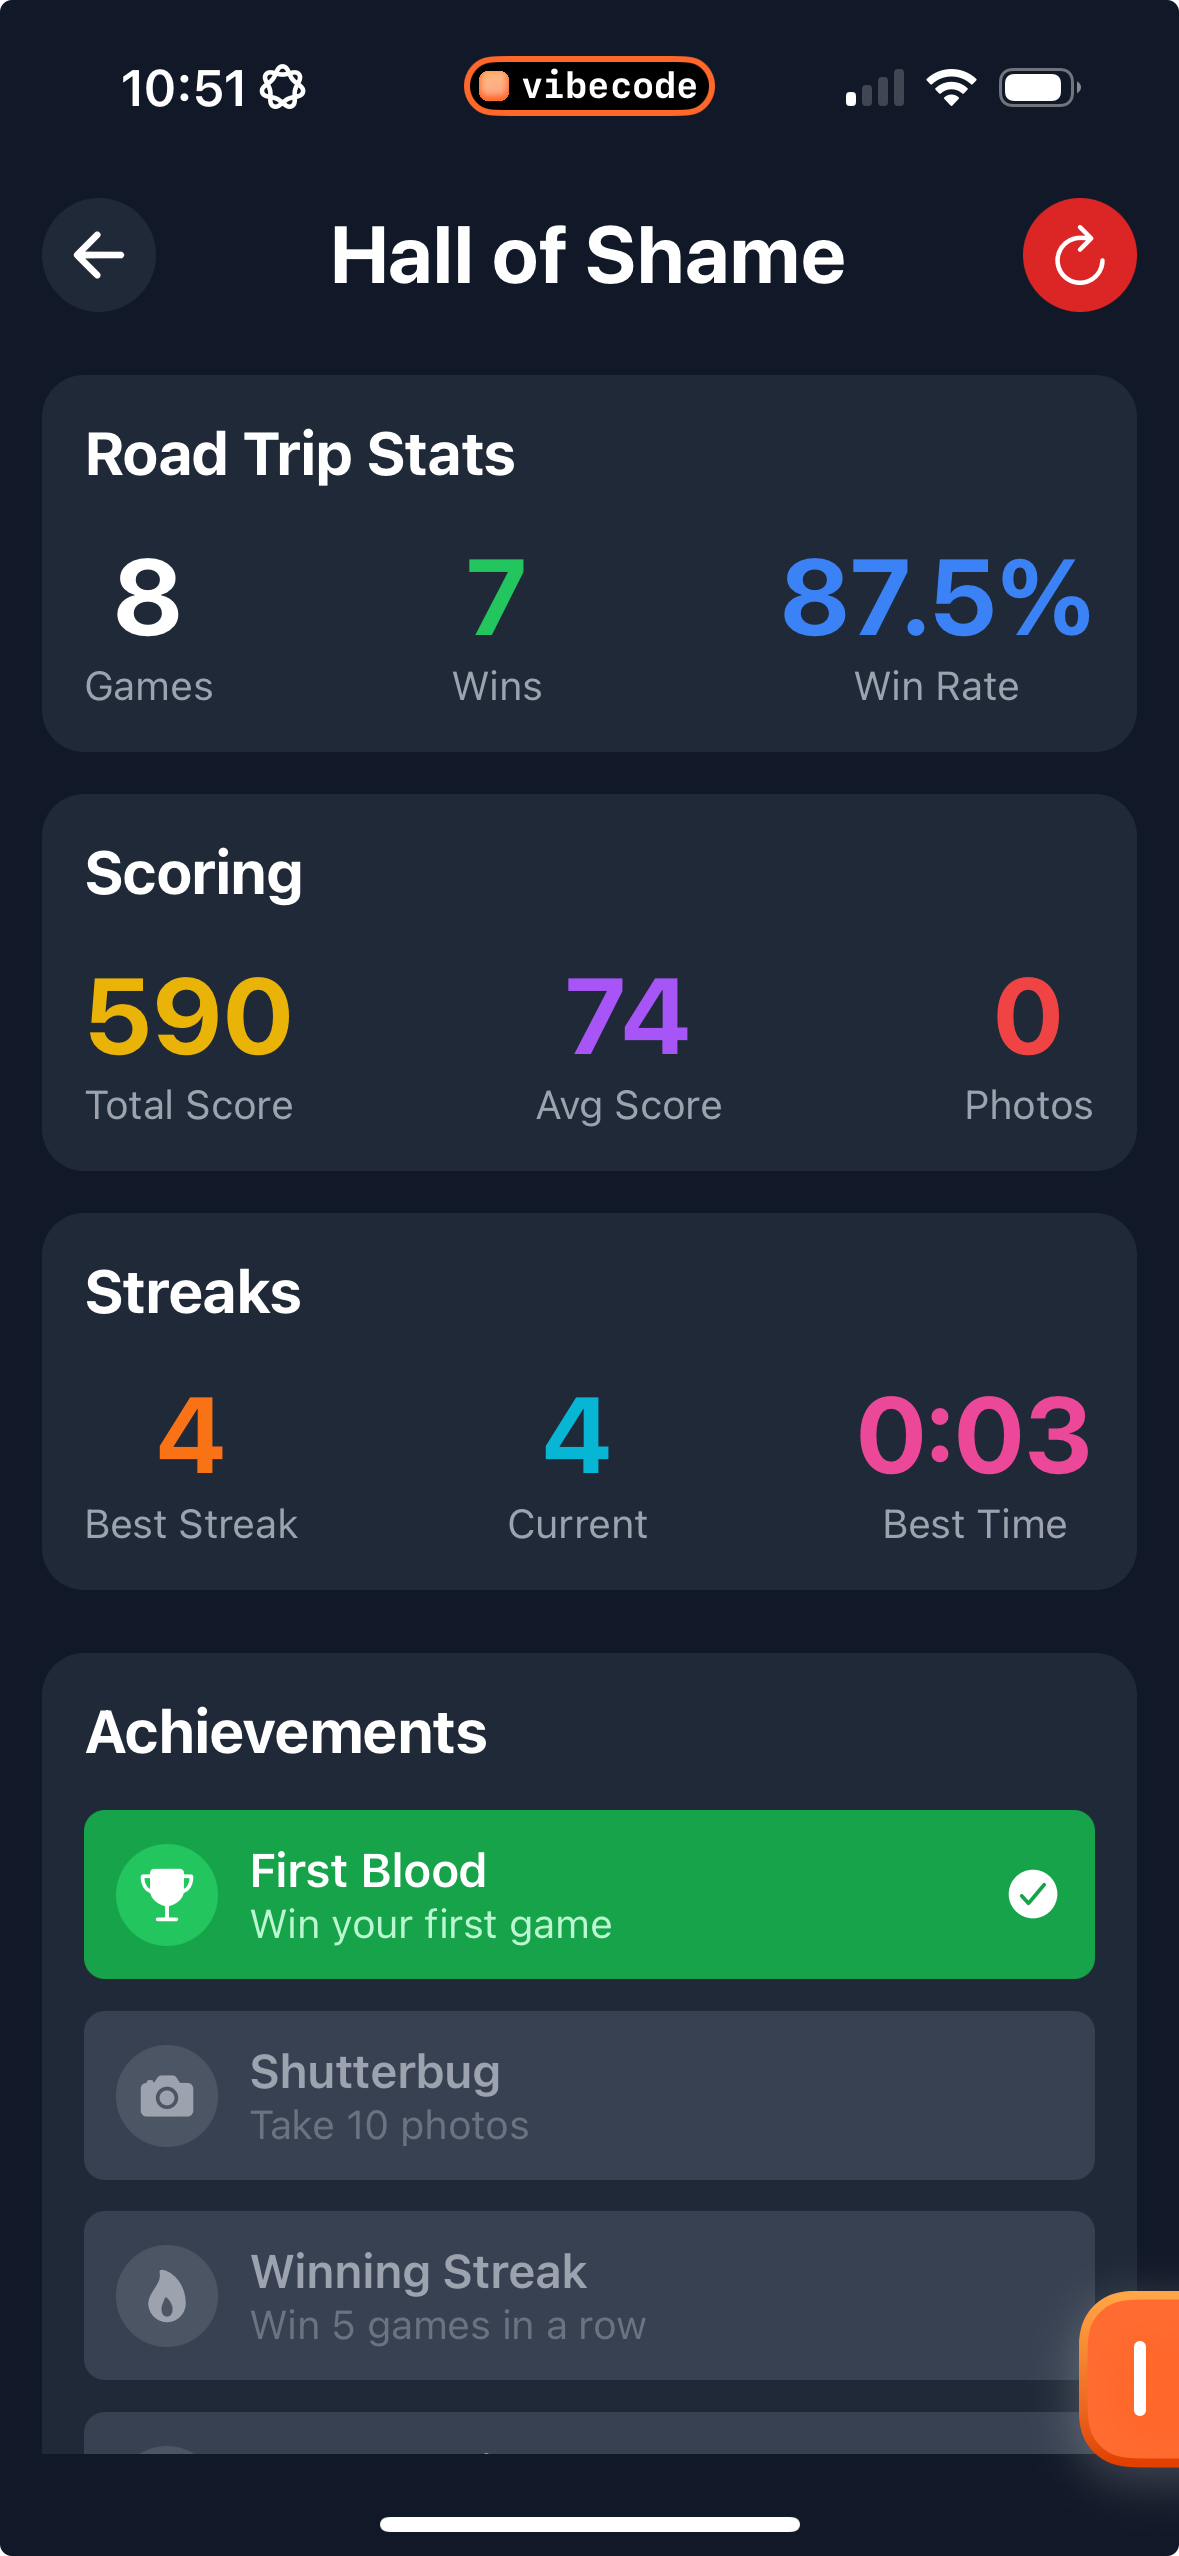 10:51
vibecode
Hall of Shame
Road Trip Stats
8 7 87.5%
Games Wins Win Rate
Scoring
590 74 0
Total Score Avg Score Photos
Streaks
4 4 0:03
Best Streak Current Best Time
Achievements
First Blood
Win your first game
Shutterbug
Take 10 photos
Winning Streak
Win 5 games in a row